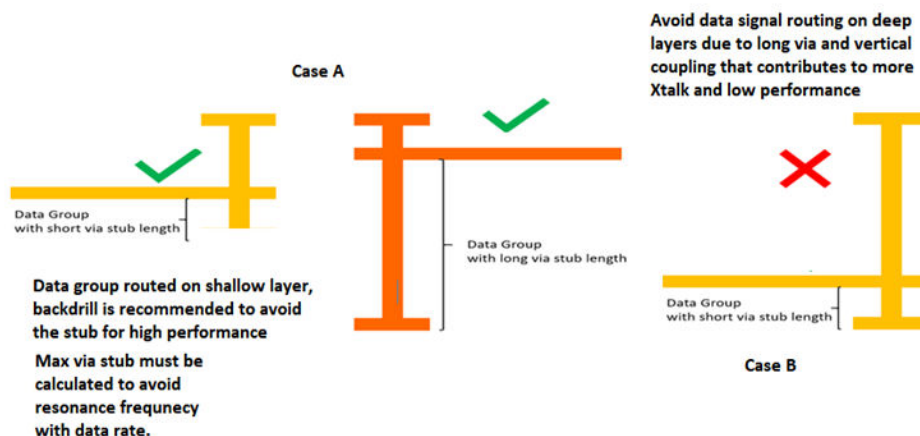 Case A
Avoid data signal routing on deep
layers due to long via and vertical
coupling that contributes to more
Xtalk and low performance
Data Group
with short via stub length
Data Group
with long via stub length
Data group routed on shallow layer,
backdrill is recommended to avoid
the stub for high performance
Max via stub must be
calculated to avoid
resonance frequnecy
with data rate.
Data Group
with short via stub length
Case B